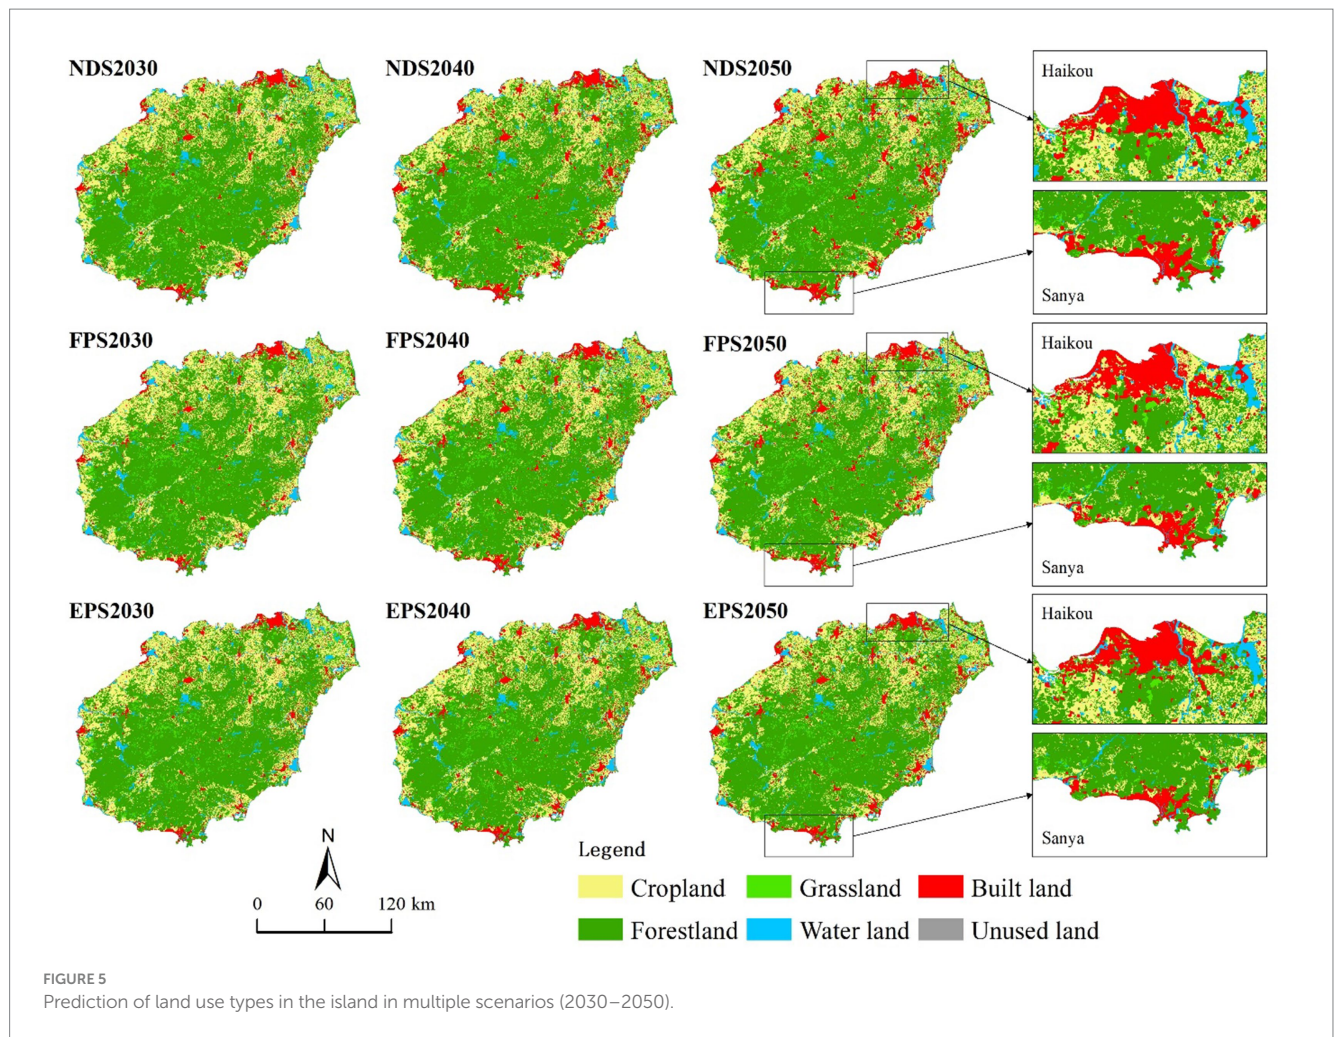 NDS2030
NDS2040
NDS2050
Haikou
Sanya
FPS2030
FPS2040
FPS2050
Haikou
Sanya
EPS2030
EPS2040
EPS2050
Haikou
Sanya
N
0 60 120 km
Legend
Cropland Grassland Built land
Forestland Water land Unused land
FIGURE 5
Prediction of land use types in the island in multiple scenarios (2030–2050).